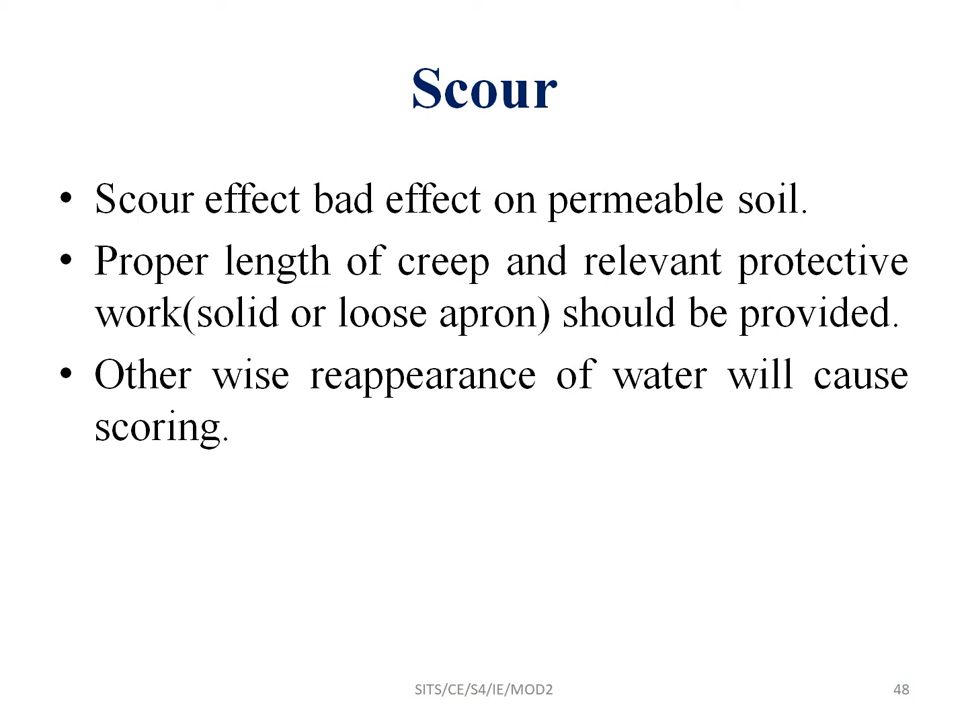 Scour
• Scour effect bad effect on permeable soil.
• Proper length of creep and relevant protective
work(solid or loose apron) should be provided.
• Other wise reappearance of water will cause
scoring.
SITS/CE/S4/IE/MOD2
48